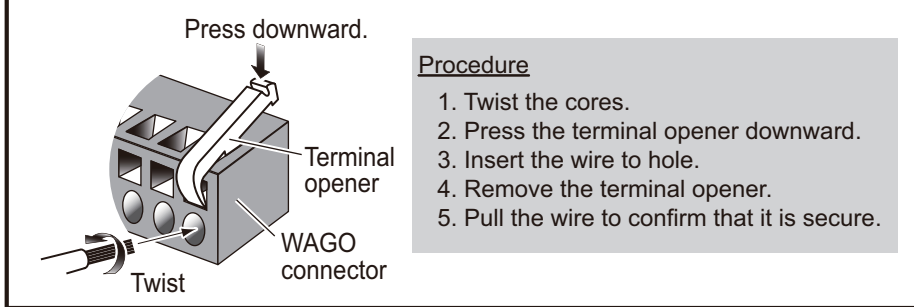 Press downward.
Terminal
opener
WAGO
connector
Twist
Procedure
1. Twist the cores.
2. Press the terminal opener downward.
3. Insert the wire to hole.
4. Remove the terminal opener.
5. Pull the wire to confirm that it is secure.